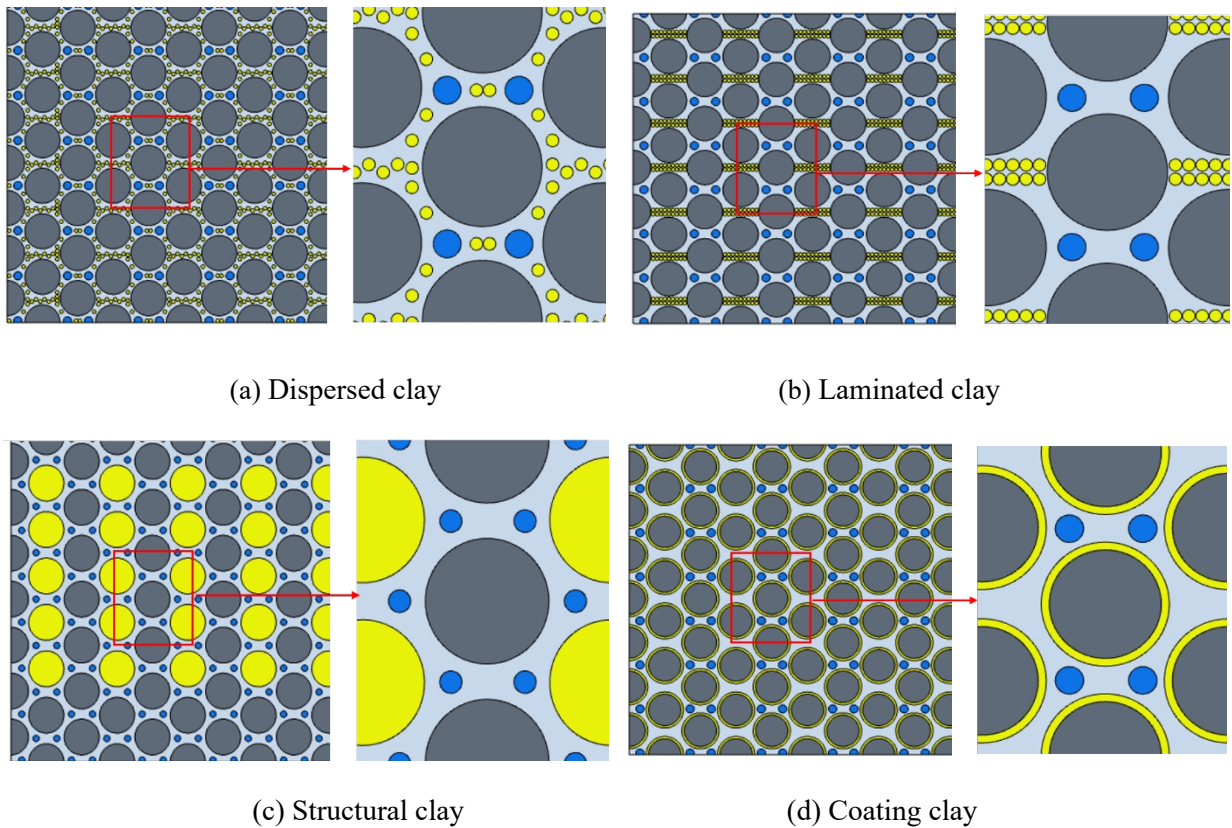 (a) Dispersed clay
(b) Laminated clay
(c) Structural clay
(d) Coating clay